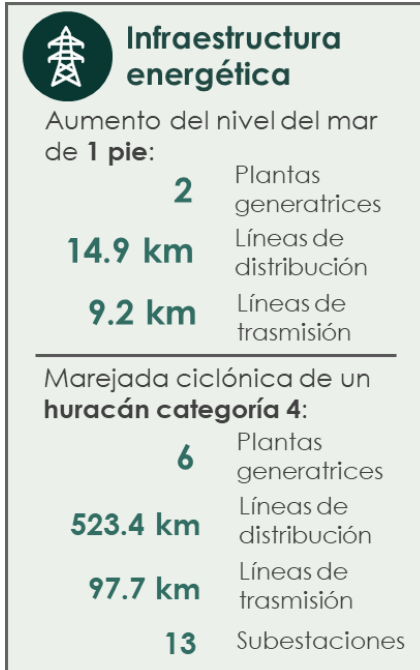 Infraestructura
energética
Aumento del nivel del mar
de 1 pie:
2 Plantas
generatrices
14.9 km Líneas de
distribución
9.2 km Líneas de
trasmisión
Marejada ciclónica de un
huracán categoría 4:
6 Plantas
generatrices
523.4 km Líneas de
distribución
97.7 km Líneas de
trasmisión
13 Subestaciones